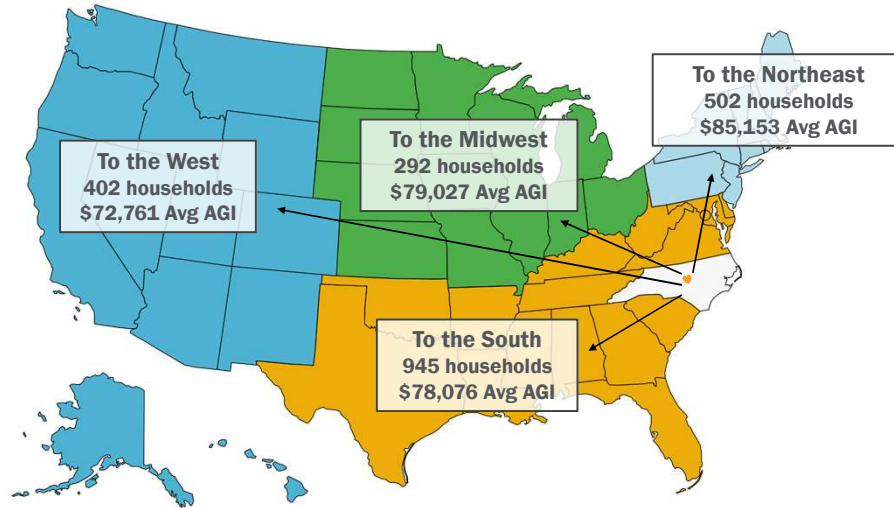 To the Northeast
502 households
$85,153 Avg AGI
To the Midwest
292 households
$79,027 Avg AGI
To the West
402 households
$72,761 Avg AGI
To the South
945 households
$78,076 Avg AGI